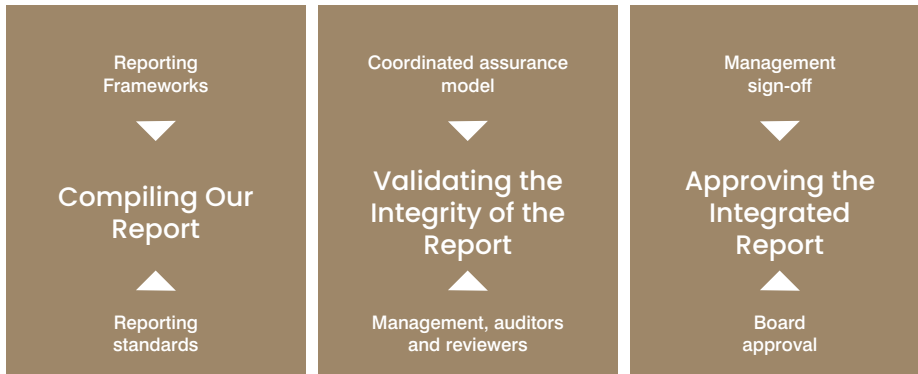 Reporting
Frameworks
Compiling Our
Report
Reporting
standards
Coordinated assurance
model
Validating the
Integrity of the
Report
Management, auditors
and reviewers
Management
sign-off
Approving the
Integrated
Report
Board
approval